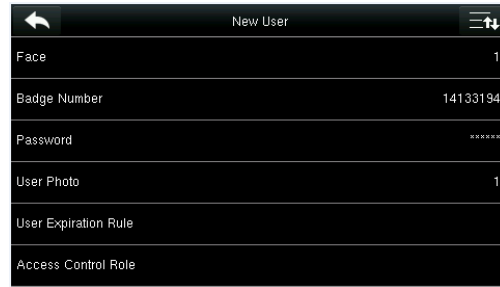 New User
Face 1
Badge Number 14133194
Password ******
User Photo 1
User Expiration Rule
Access Control Role